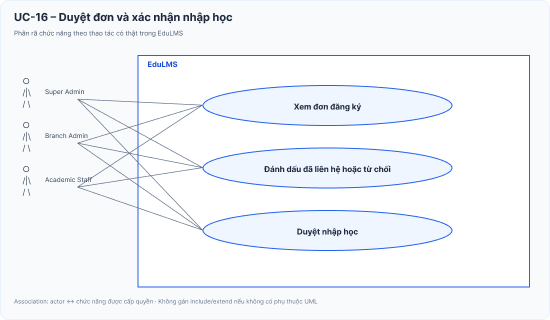 UC-16 – Duyệt đơn và xác nhận nhập học
Phân rã chức năng theo thao tác có thật trong EduLMS
EduLMS
Super Admin
Xem đơn đăng ký
Branch Admin
Đánh dấu đã liên hệ hoặc từ chối
Academic Staff
Duyệt nhập học
Association: actor ↔ chức năng được cấp quyền · Không gán include/extend nếu không có phụ thuộc UML